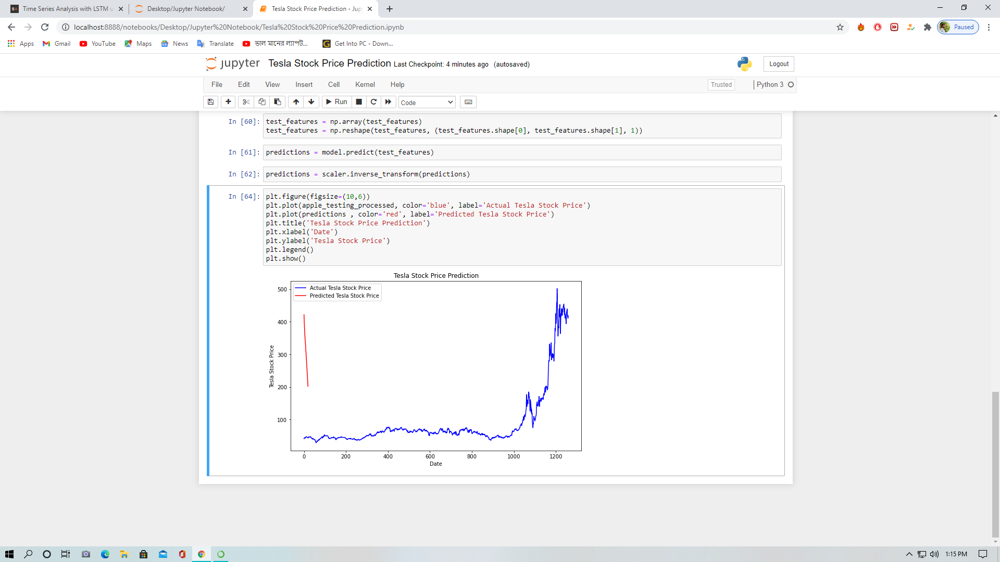 Time Series Analysis with LSTM u
Desktop/Jupyter Notebook/
Tesla Stock Price Prediction - Jup
localhost:8888/notebooks/Desktop/Jupyter%20Notebook/Tesla%20Stock%20Price%20Prediction.ipynb
Paused
Apps
Gmail
YouTube
Maps
News
Translate
ভাল মানের ল্যাপট...
Get Into PC - Down...
jupyter
Tesla Stock Price Prediction Last Checkpoint: 4 minutes ago (autosaved)
Logout
File Edit View Insert Cell Kernel Help
Trusted
Python 3
Run
Code
In [60]: test_features = np.array(test_features)
test_features = np.reshape(test_features, (test_features.shape[0], test_features.shape[1], 1))
In [61]: predictions = model.predict(test_features)
In [62]: predictions = scaler.inverse_transform(predictions)
In [64]: plt.figure(figsize=(10,6))
plt.plot(apple_testing_processed, color='blue', label='Actual Tesla Stock Price')
plt.plot(predictions , color='red', label='Predicted Tesla Stock Price')
plt.title('Tesla Stock Price Prediction')
plt.xlabel('Date')
plt.ylabel('Tesla Stock Price')
plt.legend()
plt.show()
Tesla Stock Price Prediction
Actual Tesla Stock Price
Predicted Tesla Stock Price
500
400
300
200
100
Tesla Stock Price
0 200 400 600 800 1000 1200
Date
1:15 PM